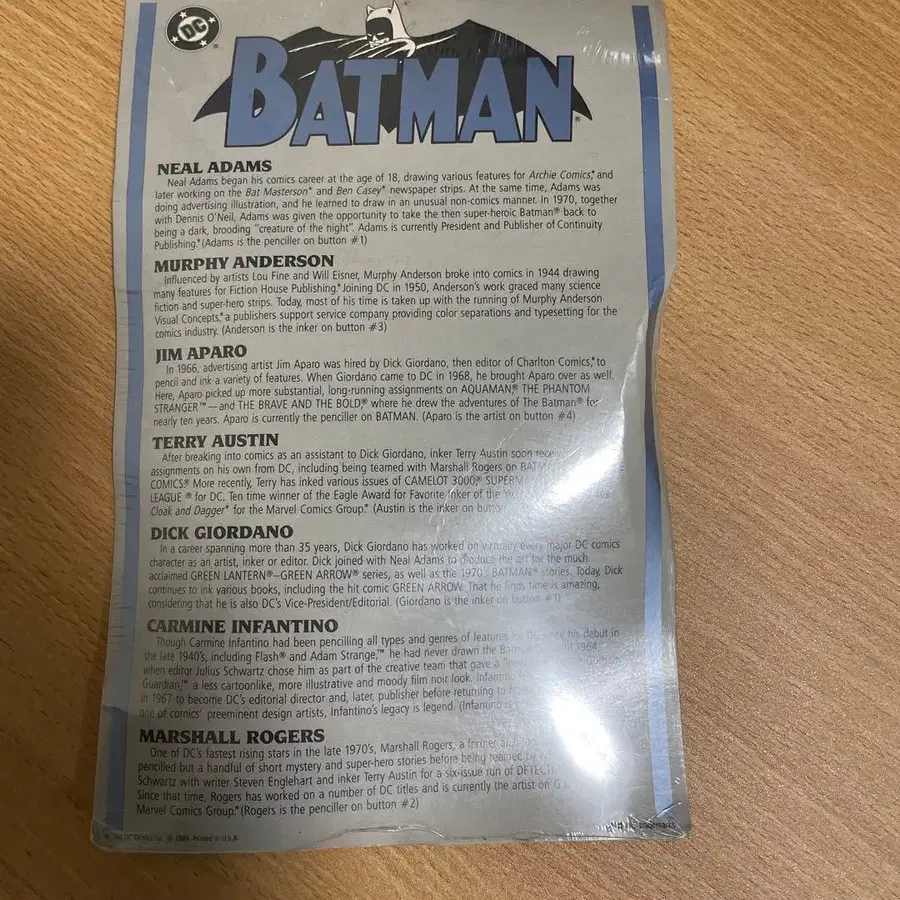 DC
BATMAN
NEAL ADAMS
Neal Adams began his comics career at the age of 18, drawing various features for Archie Comics,* and
later working on the Bat Masterson* and Ben Casey* newspaper strips. At the same time, Adams was
doing advertising illustration, and he learned to draw in an unusual non-comics manner. In 1970, together
with Dennis O'Neil, Adams was given the opportunity to take the then super-heroic Batman® back to
being a dark, brooding "creature of the night". Adams is currently President and Publisher of Continuity
Publishing.* (Adams is the penciller on button #1)
MURPHY ANDERSON
Influenced by artists Lou Fine and Will Eisner, Murphy Anderson broke into comics in 1944 drawing
many features for Fiction House Publishing.* Joining DC in 1950, Anderson's work graced many science
fiction and super-hero strips. Today, most of his time is taken up with the running of Murphy Anderson
Visual Concepts,* a publishers support service company providing color separations and typesetting for the
comics industry. (Anderson is the inker on button #3)
JIM APARO
In 1966, advertising artist Jim Aparo was hired by Dick Giordano, then editor of Charlton Comics,* to
pencil and ink a variety of features. When Giordano came to DC in 1968, he brought Aparo over as well.
Here, Aparo picked up more substantial, long-running assignments on AQUAMAN,® THE PHANTOM
STRANGER™—and THE BRAVE AND THE BOLD,® where he drew the adventures of The Batman® for
nearly ten years. Aparo is currently the penciller on BATMAN. (Aparo is the artist on button #4)
TERRY AUSTIN
After breaking into comics as an assistant to Dick Giordano, inker Terry Austin soon
assignments on his own from DC, including being teamed with Marshall Rogers on
COMICS.® More recently, Terry has inked various issues of CAMELOT 3000,®
LEAGUE ® for DC. Ten time winner of the Eagle Award for Favorite Inker of the
Cloak and Dagger* for the Marvel Comics Group.* (Austin is the inker on
DICK GIORDANO
In a career spanning more than 35 years, Dick Giordano has worked on virtually every major DC comics
character as an artist, inker or editor. Dick joined with Neal Adams to produce the art for the much
acclaimed GREEN LANTERN®–GREEN ARROW® series, as well as the 1970's BATMAN® stories. Today, Dick
continues to ink various books, including the hit comic GREEN ARROW. That he finds time is amazing,
considering that he is also DC's Vice-President/Editorial. (Giordano is the inker on button #1)
CARMINE INFANTINO
Though Carmine Infantino had been pencilling all types and genres of features for his debut in
the late 1940's, including Flash® and Adam Strange,™ he had never drawn the 1964,
when editor Julius Schwartz chose him as part of the creative team that gave a
Guardian,™ a less cartoonlike, more illustrative and moody film noir look.
in 1967 to become DC's editorial director and, later, publisher before returning to
one of comics' preeminent design artists, Infantino's legacy is legend.
MARSHALL ROGERS
One of DC's fastest rising stars in the late 1970's, Marshall Rogers, a former
pencilled but a handful of short mystery and super-hero stories before being teamed
Schwartz with writer Steven Englehart and inker Terry Austin for a six-issue run of
Since that time, Rogers has worked on a number of DC titles and is currently the artist on
Marvel Comics Group.* (Rogers is the penciller on button #2)
DC Comics Inc. © 1989 Printed in U.S.A. trademarks